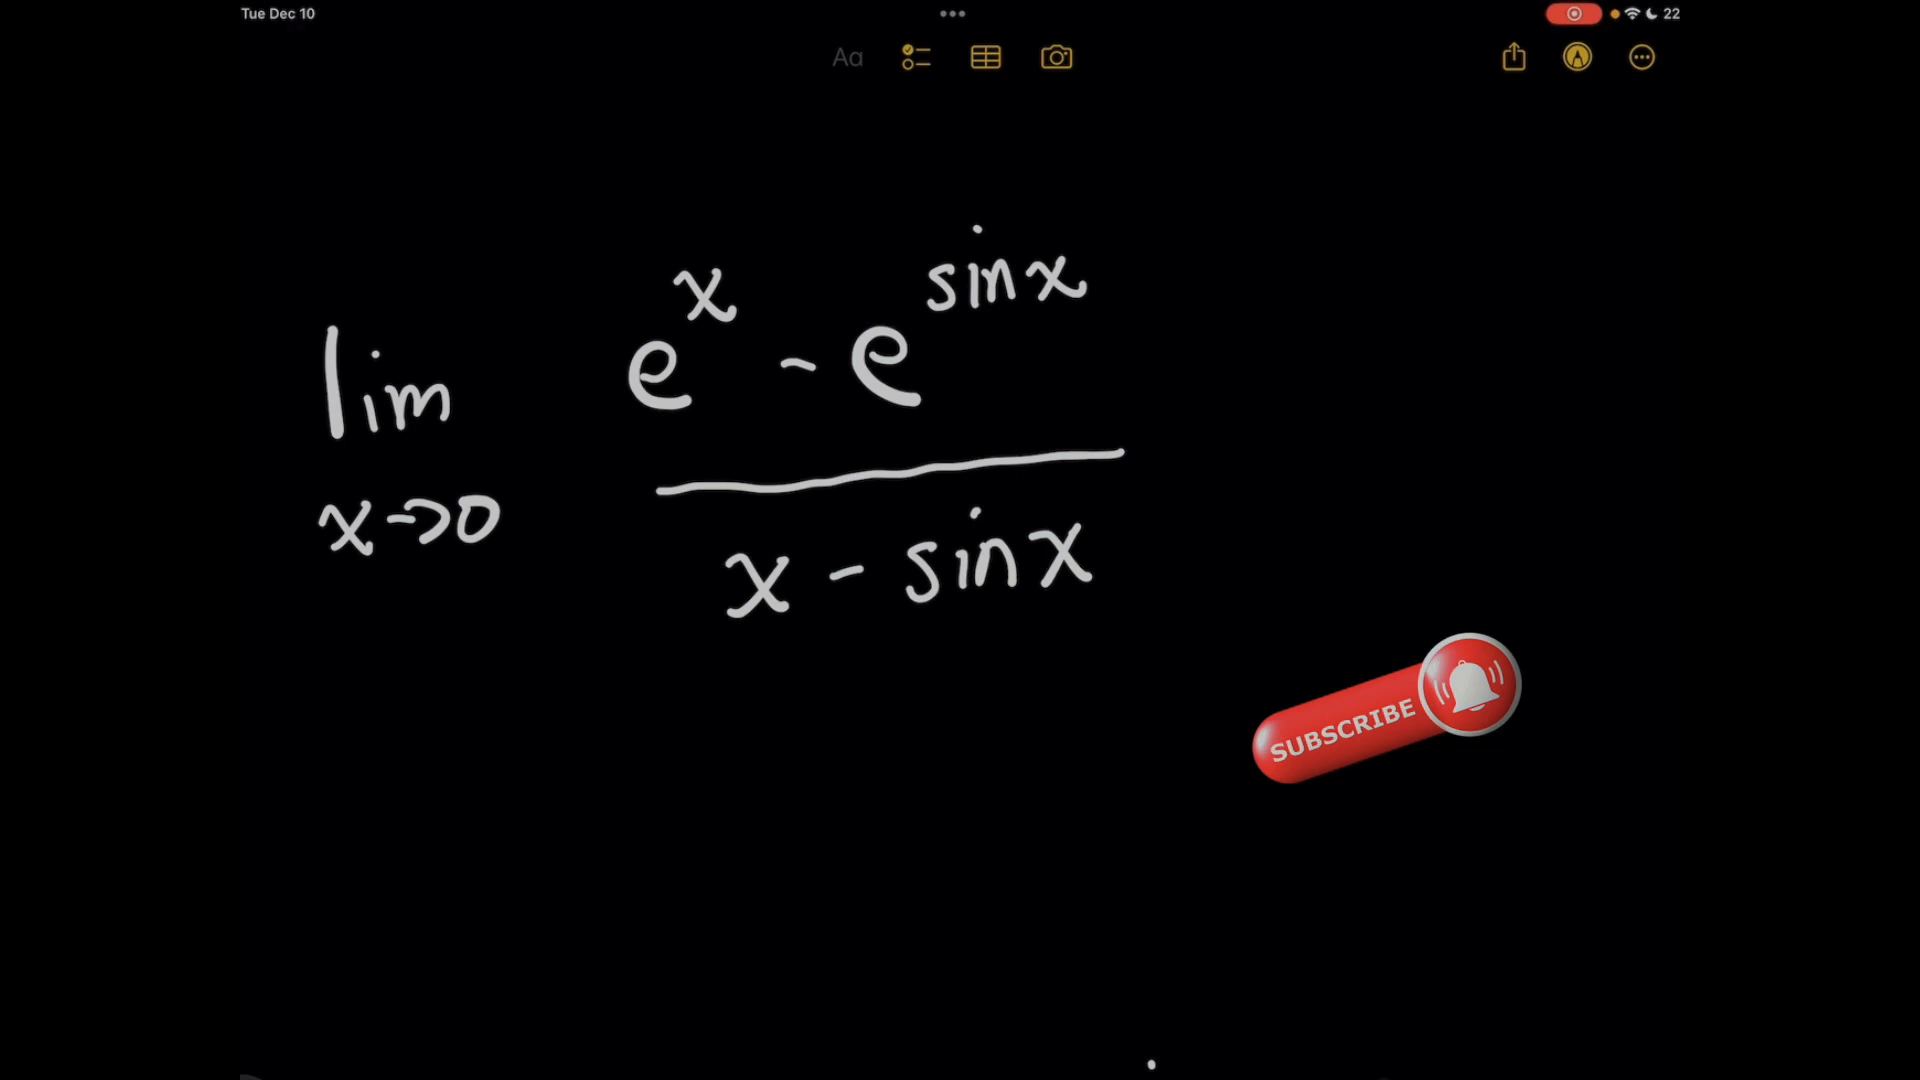 Tue Dec 10
22
Aa
lim x→0 (e^x - e^sinx) / (x - sinx)
SUBSCRIBE